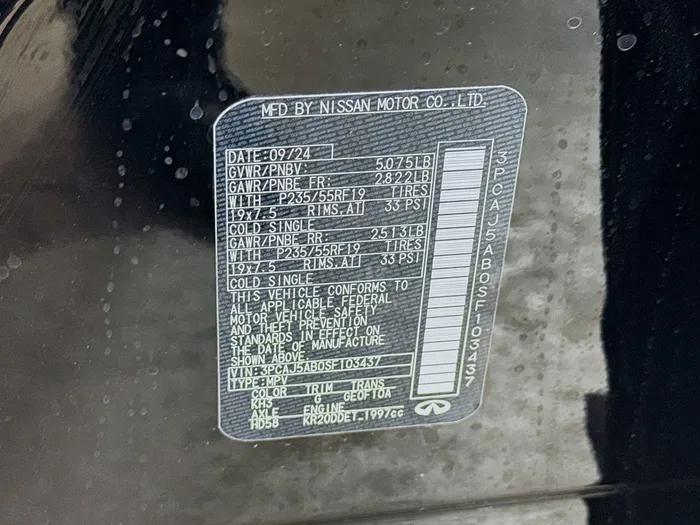 MFD BY NISSAN MOTOR CO.,LTD.
DATE:09/24
GVWR/PNBV: 5,075LB
GAWR/PNBE FR: 2,822LB
WITH P235/55RF19 TIRES
19x7.5 RIMS,AT 33 PSI
COLD SINGLE
GAWR/PNBE RR: 2,513LB
WITH P235/55RF19 TIRES
19x7.5 RIMS,AT 33 PSI
COLD SINGLE
THIS VEHICLE CONFORMS TO
ALL APPLICABLE FEDERAL
MOTOR VEHICLE SAFETY
AND THEFT PREVENTION
STANDARDS IN EFFECT ON
THE DATE OF MANUFACTURE
SHOWN ABOVE.
VIN:3PCAJ5AB0SF103437
TYPE:MPV
COLOR TRIM TRANS
KH3 G GE0F10A
AXLE ENGINE
HD58 KR20DDET 1997cc
3PCAJ5AB0SF103437